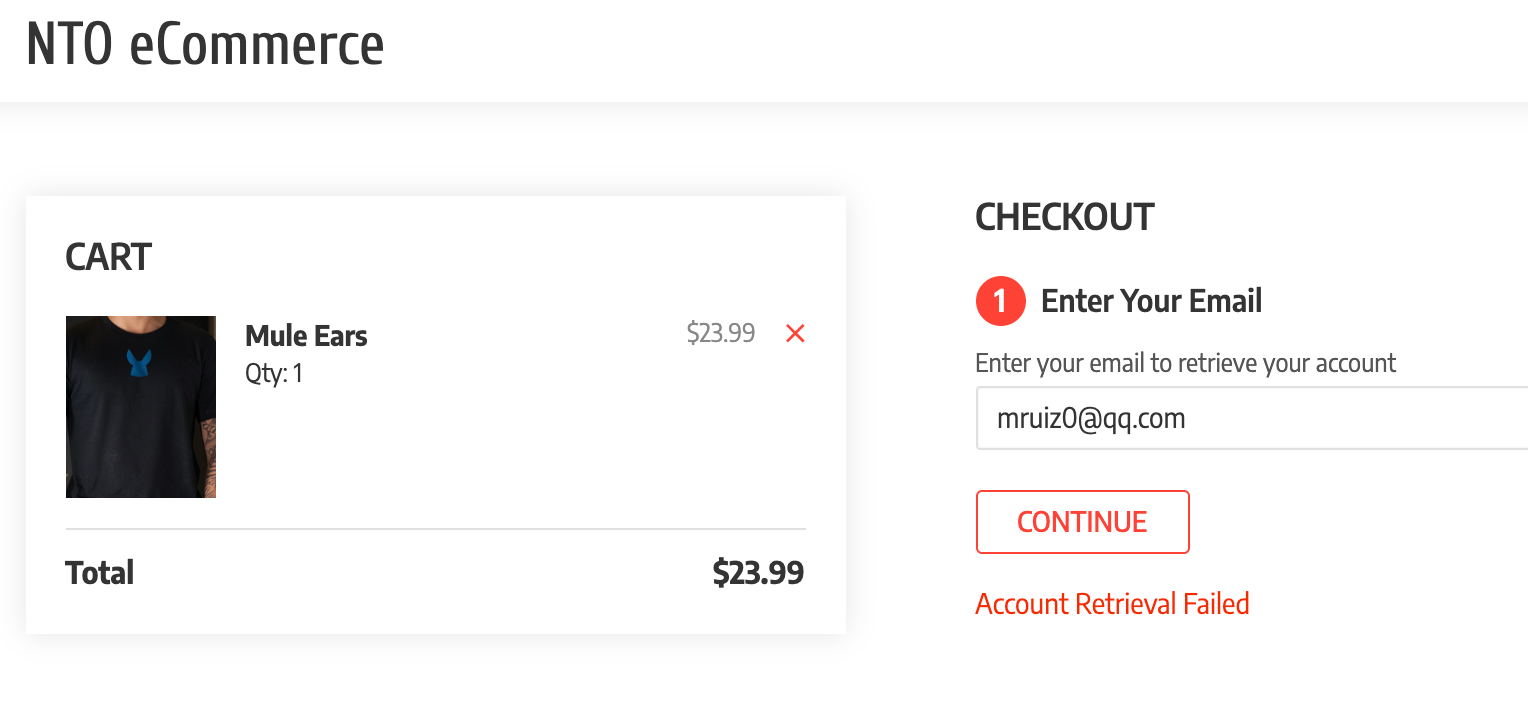 NTO eCommerce
CART
Mule Ears
$23.99
Qty: 1
Total
$23.99
CHECKOUT
1 Enter Your Email
Enter your email to retrieve your account
mruiz0@qq.com
CONTINUE
Account Retrieval Failed